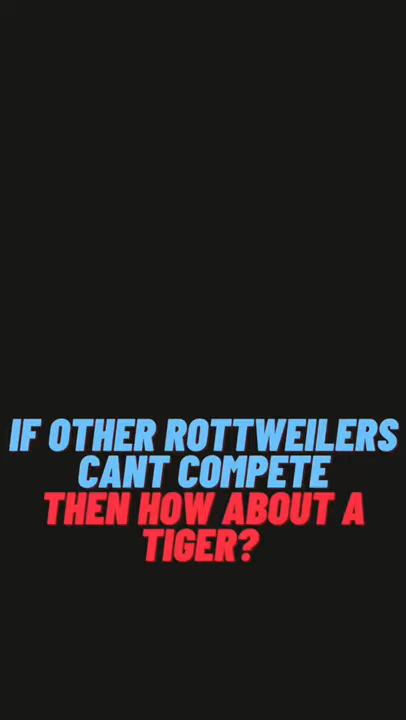 IF OTHER ROTTWEILERS
CANT COMPETE
THEN HOW ABOUT A
TIGER?